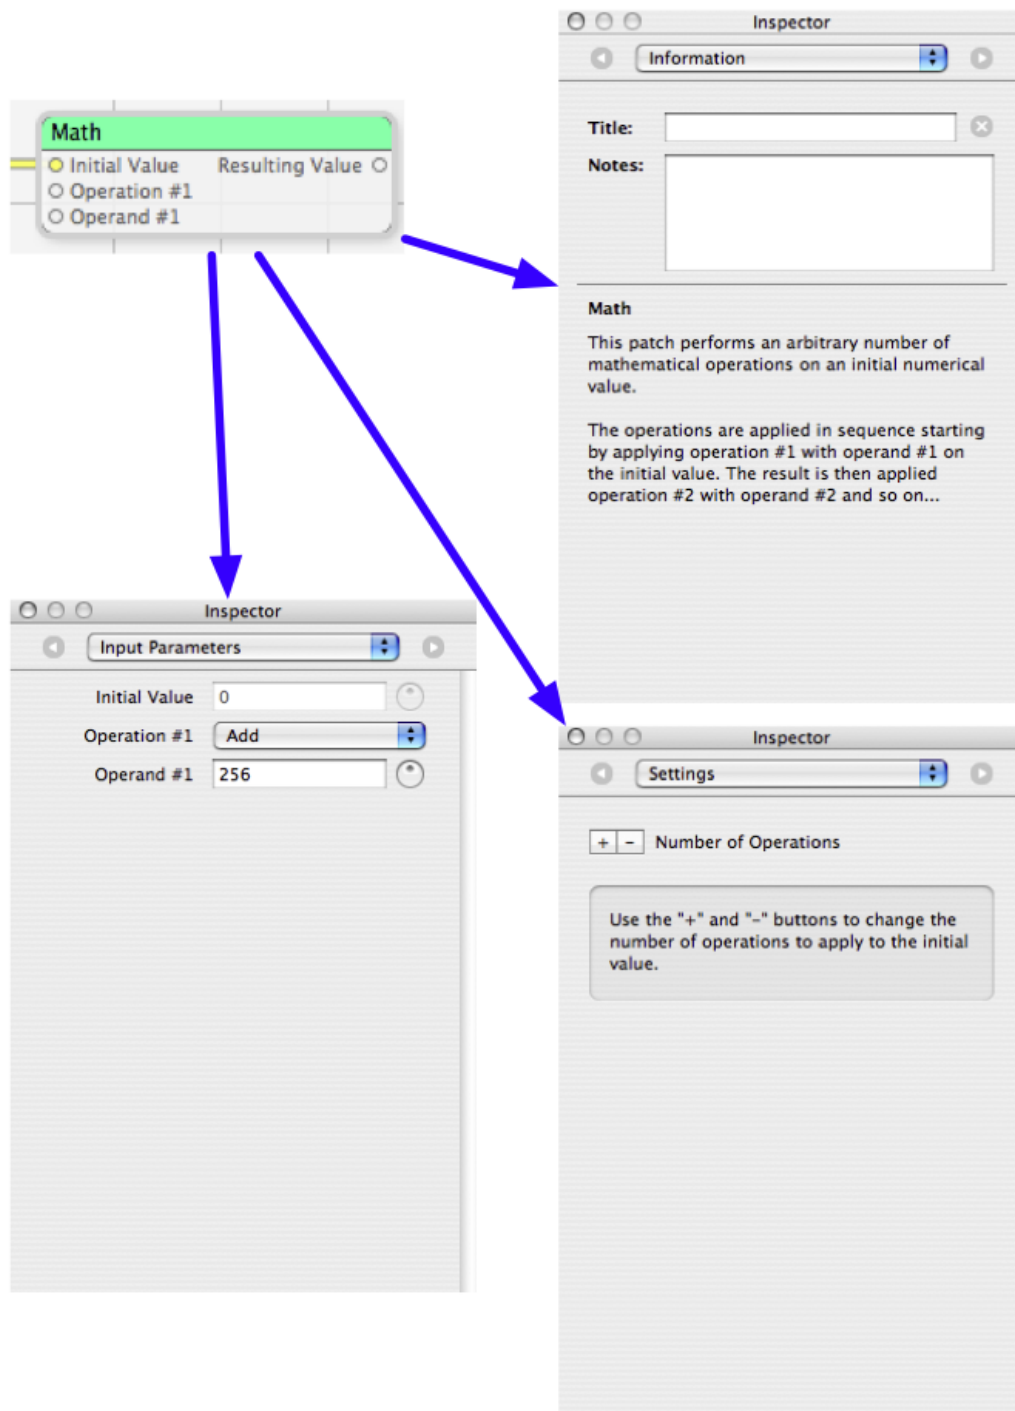 Math
Initial Value Resulting Value
Operation #1
Operand #1
Inspector
Information
Title:
Notes:
Math
This patch performs an arbitrary number of
mathematical operations on an initial numerical
value.
The operations are applied in sequence starting
by applying operation #1 with operand #1 on
the initial value. The result is then applied
operation #2 with operand #2 and so on...
Inspector
Input Parameters
Initial Value 0
Operation #1 Add
Operand #1 256
Inspector
Settings
+ - Number of Operations
Use the "+" and "-" buttons to change the
number of operations to apply to the initial
value.